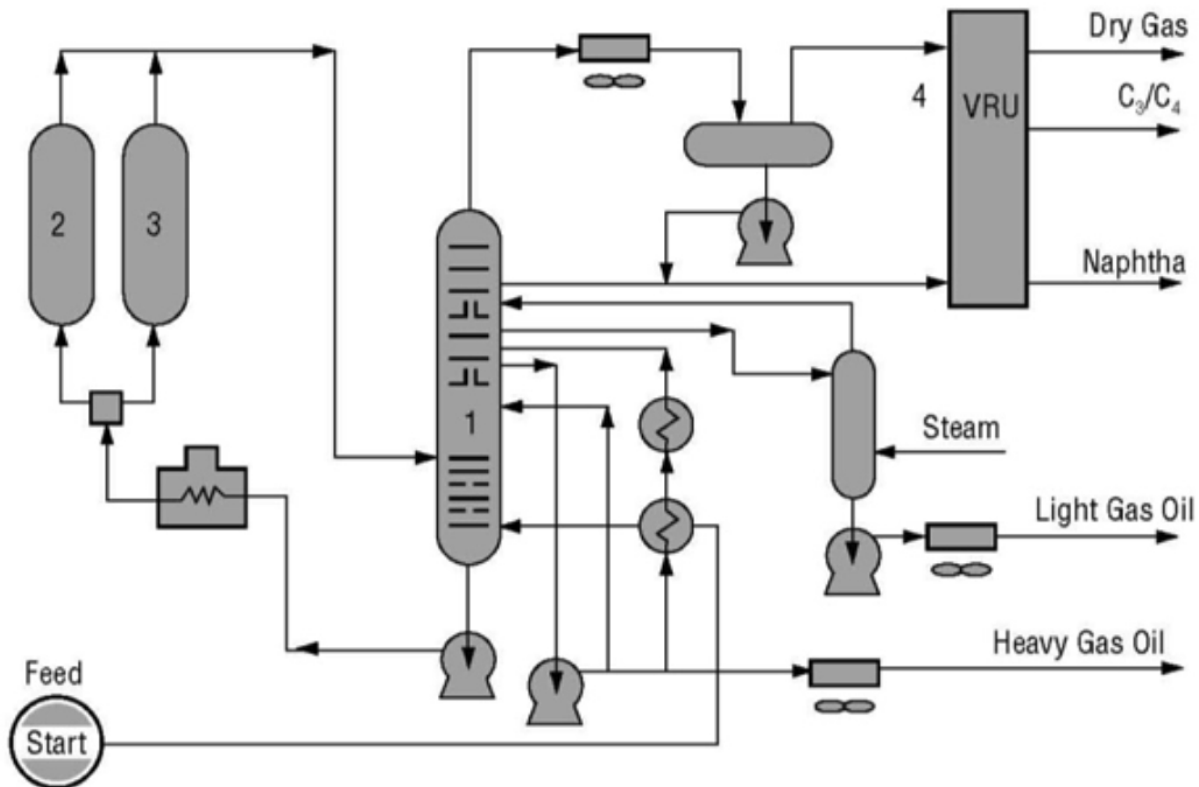 Dry Gas
C₃/C₄
4
VRU
2
3
Naphtha
1
Steam
Light Gas Oil
Heavy Gas Oil
Feed
Start